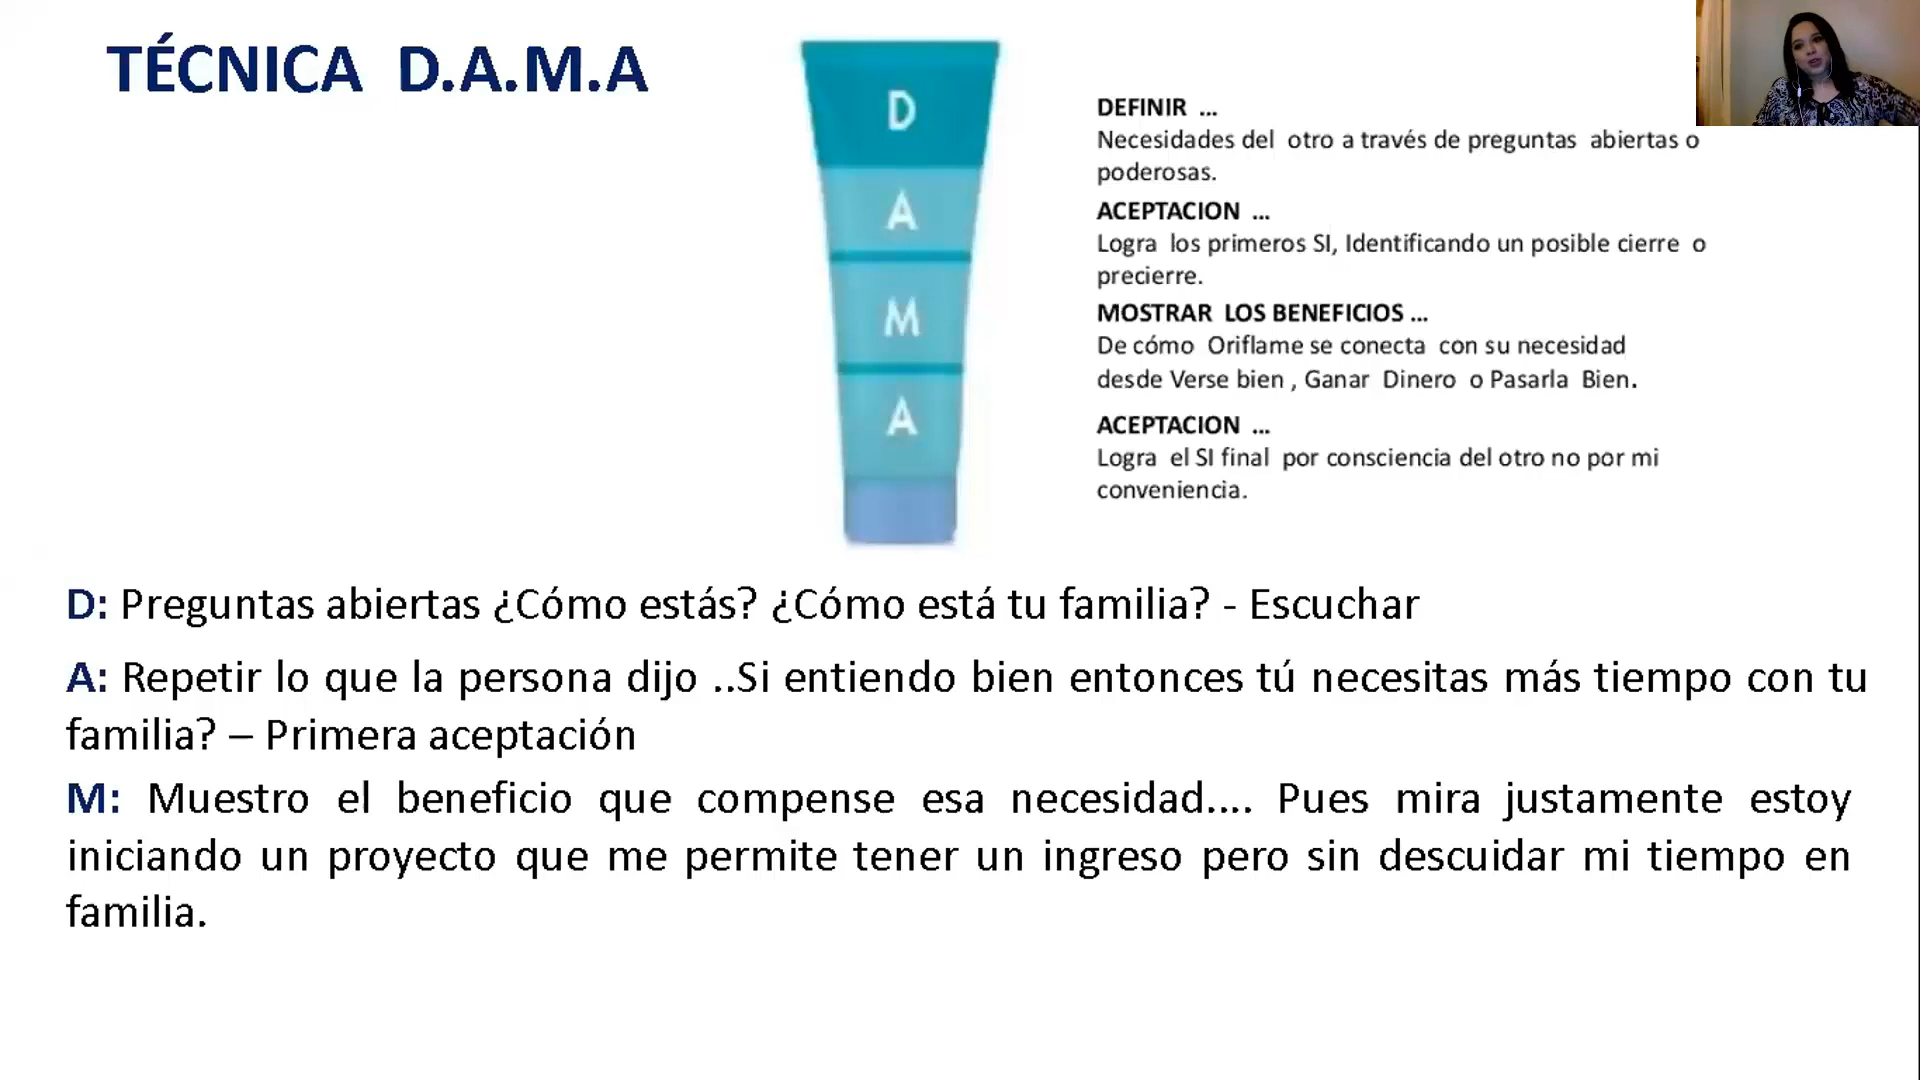 TÉCNICA D.A.M.A
D
A
M
A
DEFINIR ...
Necesidades del otro a través de preguntas abiertas o
poderosas.
ACEPTACION ...
Logra los primeros SI, Identificando un posible cierre o
precierre.
MOSTRAR LOS BENEFICIOS ...
De cómo Oriflame se conecta con su necesidad
desde Verse bien , Ganar Dinero o Pasarla Bien.
ACEPTACION ...
Logra el SI final por consciencia del otro no por mi
conveniencia.
D: Preguntas abiertas ¿Cómo estás? ¿Cómo está tu familia? - Escuchar
A: Repetir lo que la persona dijo ..Si entiendo bien entonces tú necesitas más tiempo con tu
familia? – Primera aceptación
M: Muestro el beneficio que compense esa necesidad.... Pues mira justamente estoy
iniciando un proyecto que me permite tener un ingreso pero sin descuidar mi tiempo en
familia.